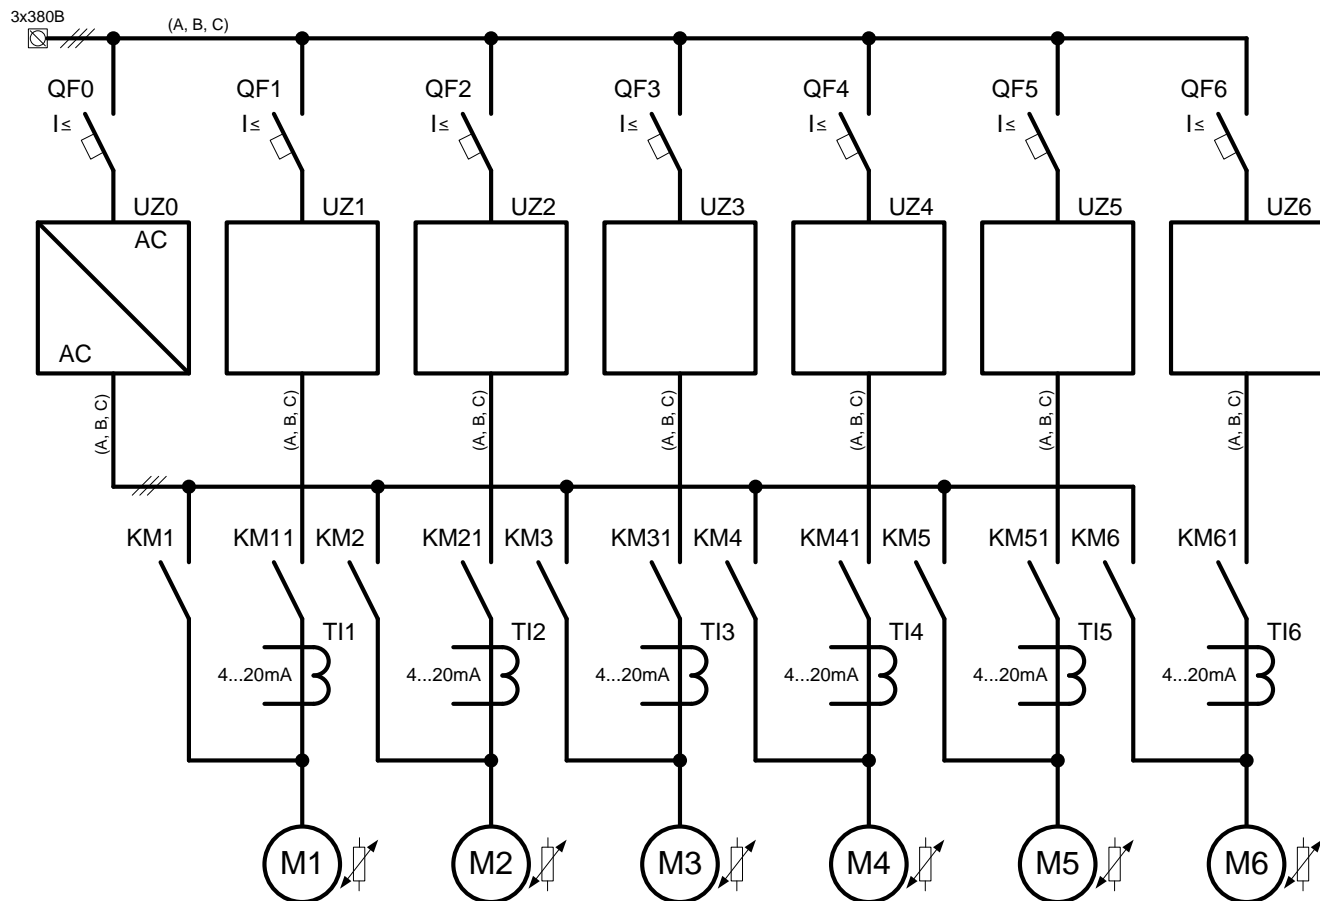 3x380В
(A, B, C)
QF0 QF1 QF2 QF3 QF4 QF5 QF6
I≤ I≤ I≤ I≤ I≤ I≤ I≤
UZ0 UZ1 UZ2 UZ3 UZ4 UZ5 UZ6
AC
AC
(A, B, C) (A, B, C) (A, B, C) (A, B, C) (A, B, C) (A, B, C) (A, B, C)
KM1 KM11 KM2 KM21 KM3 KM31 KM4 KM41 KM5 KM51 KM6 KM61
TI1 TI2 TI3 TI4 TI5 TI6
4...20mA 4...20mA 4...20mA 4...20mA 4...20mA 4...20mA
M1 M2 M3 M4 M5 M6